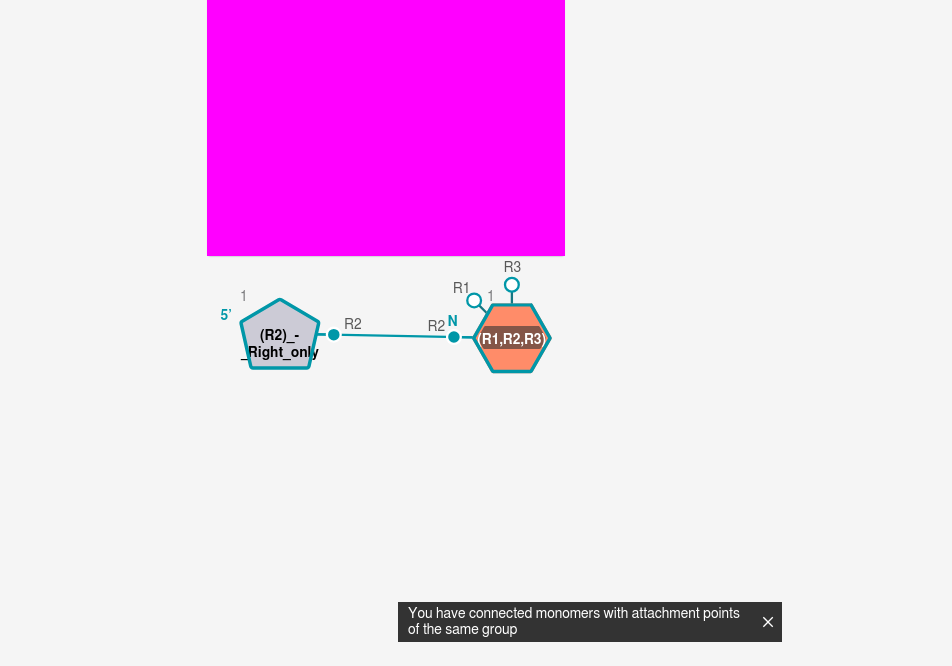 R3
R1 1
1
5’
R2
R2 N
(R2)_-
_Right_only
(R1,R2,R3)
You have connected monomers with attachment points
of the same group